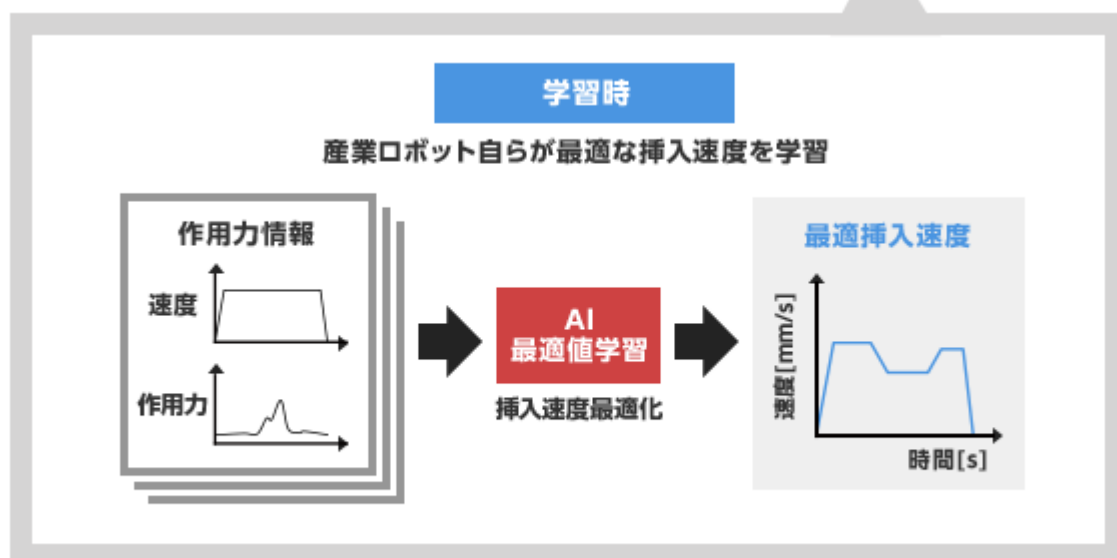 学習時
産業ロボット自らが最適な挿入速度を学習
作用力情報
速度
作用力
AI
最適値学習
挿入速度最適化
最適挿入速度
速度[mm/s]
時間[s]